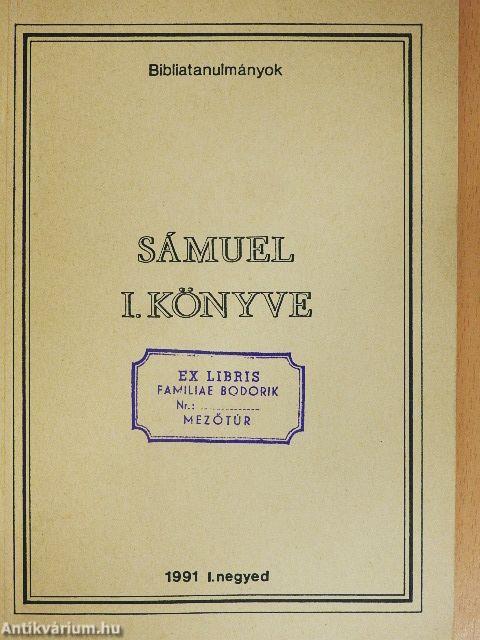 Bibliatanulmányok
SÁMUEL
I. KÖNYVE
EX LIBRIS
FAMILIAE BODORIK
Nr.: ................
MEZŐTÚR
1991 I.negyed
Antikvárium.hu